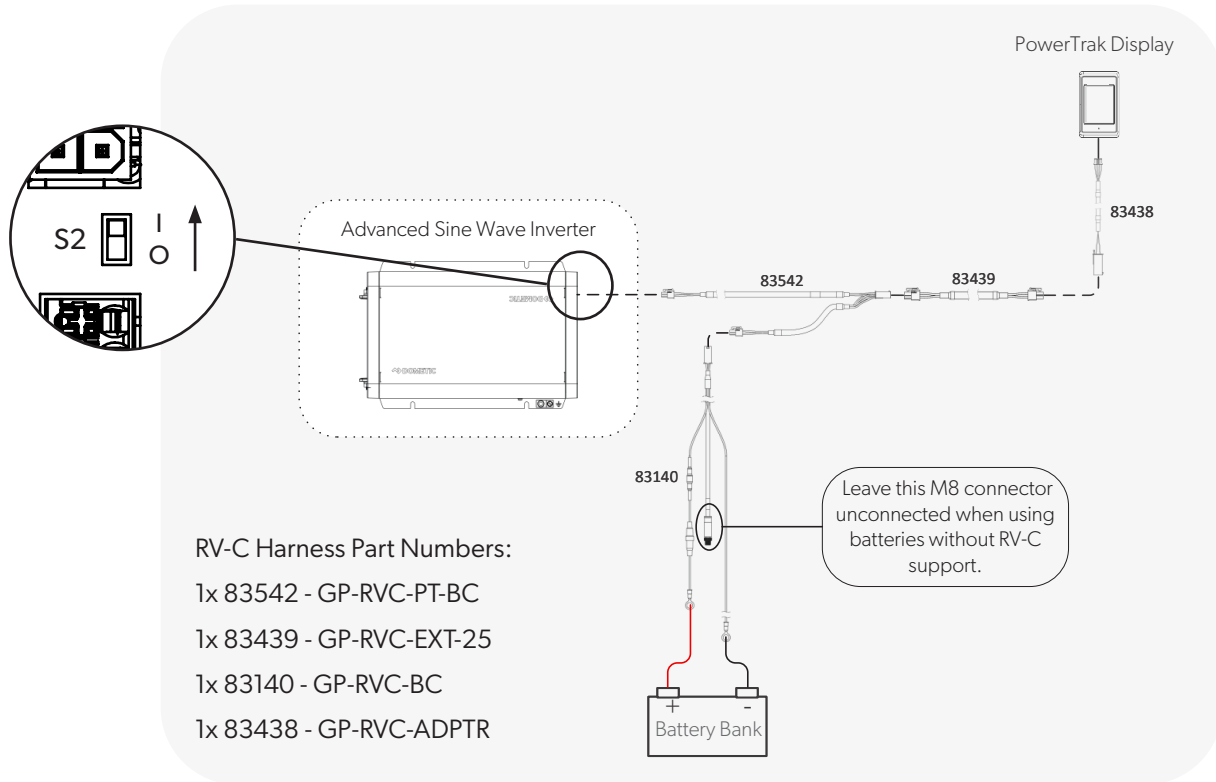 PowerTrak Display
83438
S2
I
O
Advanced Sine Wave Inverter
DOMETIC
DOMETIC
83542
83439
83140
Leave this M8 connector
unconnected when using
batteries without RV-C
support.
RV-C Harness Part Numbers:
1x 83542 - GP-RVC-PT-BC
1x 83439 - GP-RVC-EXT-25
1x 83140 - GP-RVC-BC
1x 83438 - GP-RVC-ADPTR
+ -
Battery Bank